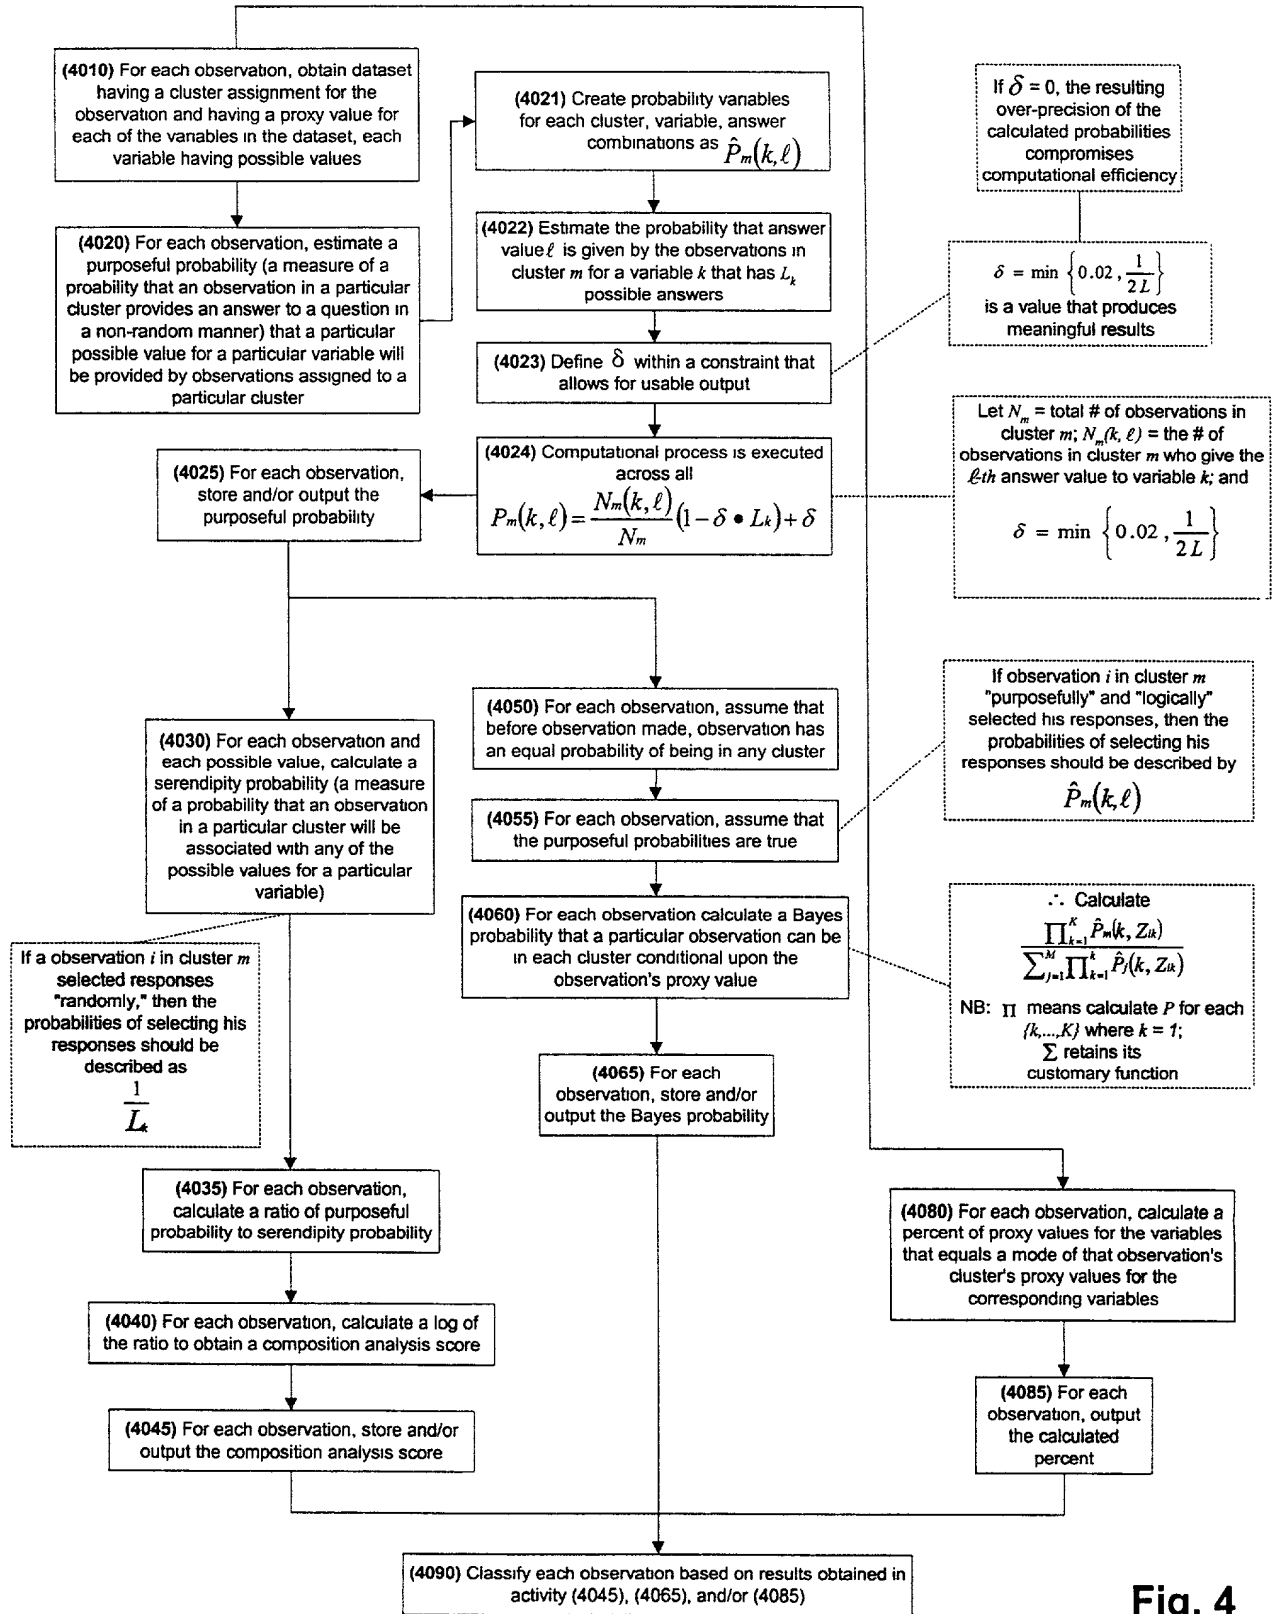 (4010) For each observation, obtain dataset
having a cluster assignment for the
observation and having a proxy value for
each of the variables in the dataset, each
variable having possible values
(4020) For each observation, estimate a
purposeful probability (a measure of a
proability that an observation in a particular
cluster provides an answer to a question in
a non-random manner) that a particular
possible value for a particular variable will
be provided by observations assigned to a
particular cluster
(4021) Create probability variables
for each cluster, variable, answer
combinations as P̂m(k,ℓ)
(4022) Estimate the probability that answer
value ℓ is given by the observations in
cluster m for a variable k that has Lk
possible answers
(4023) Define δ within a constraint that
allows for usable output
(4024) Computational process is executed
across all
Pm(k,ℓ) = Nm(k,ℓ)/Nm (1 − δ • Lk) + δ
If δ = 0, the resulting
over-precision of the
calculated probabilities
compromises
computational efficiency
δ = min {0.02, 1/2L}
is a value that produces
meaningful results
Let Nm = total # of observations in
cluster m; Nm(k, ℓ) = the # of
observations in cluster m who give the
ℓ-th answer value to variable k; and
δ = min {0.02, 1/2L}
(4025) For each observation,
store and/or output the
purposeful probability
(4030) For each observation and
each possible value, calculate a
serendipity probability (a measure
of a probability that an observation
in a particular cluster will be
associated with any of the
possible values for a particular
variable)
If a observation i in cluster m
selected responses
"randomly," then the
probabilities of selecting his
responses should be
described as
1/Lk
(4035) For each observation,
calculate a ratio of purposeful
probability to serendipity probability
(4040) For each observation, calculate a log of
the ratio to obtain a composition analysis score
(4045) For each observation, store and/or
output the composition analysis score
(4050) For each observation, assume that
before observation made, observation has
an equal probability of being in any cluster
(4055) For each observation, assume that
the purposeful probabilities are true
(4060) For each observation calculate a Bayes
probability that a particular observation can be
in each cluster conditional upon the
observation's proxy value
(4065) For each
observation, store and/or
output the Bayes probability
If observation i in cluster m
"purposefully" and "logically"
selected his responses, then the
probabilities of selecting his
responses should be described by
P̂m(k,ℓ)
∴ Calculate
∏k=1^K P̂m(k, Zik)
∑j=1^M ∏k=1^k P̂j(k, Zik)
NB: ∏ means calculate P for each
{k,...,K} where k = 1;
∑ retains its
customary function
(4080) For each observation, calculate a
percent of proxy values for the variables
that equals a mode of that observation's
cluster's proxy values for the
corresponding variables
(4085) For each
observation, output
the calculated
percent
(4090) Classify each observation based on results obtained in
activity (4045), (4065), and/or (4085)
Fig. 4